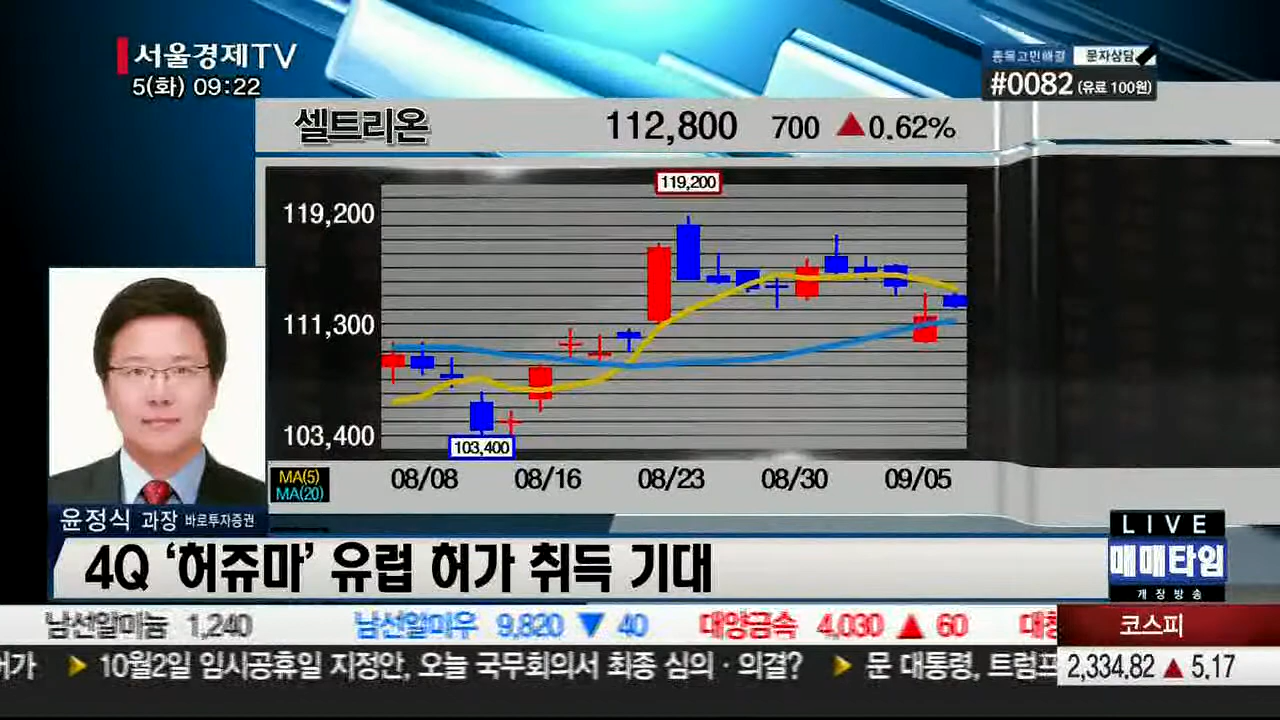 서울경제TV
5(화) 09:22
종목고민해결 문자상담
#0082 (유료 100원)
셀트리온 112,800 700 ▲0.62%
119,200
119,200
111,300
103,400
103,400
MA(5)
MA(20)
08/08 08/16 08/23 08/30 09/05
윤정식 과장 바로투자증권
4Q ‘허쥬마’ 유럽 허가 취득 기대
LIVE
매매타임
개장방송
남선알미늄 1,240 남선알미우 9,820 ▼ 40 대양금속 4,030 ▲ 60 대창
코스피
허가 ▶ 10월2일 임시공휴일 지정안, 오늘 국무회의서 최종 심의·의결? ▶ 문 대통령, 트럼프
2,334.82 ▲ 5.17